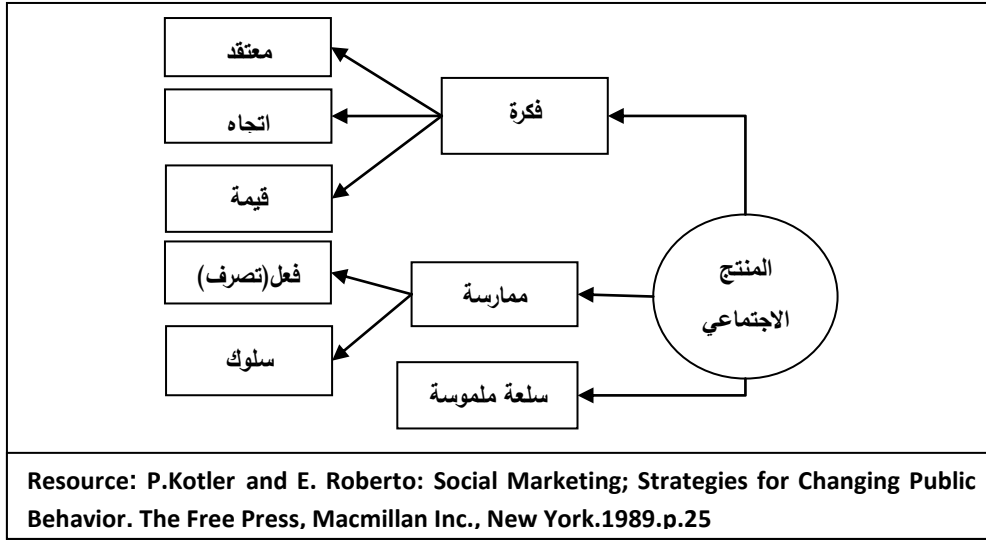 المنتج
الاجتماعي
فكرة
معتقد
اتجاه
قيمة
ممارسة
فعل(تصرف)
سلوك
سلعة ملموسة
Resource: P.Kotler and E. Roberto: Social Marketing; Strategies for Changing Public
Behavior. The Free Press, Macmillan Inc., New York.1989.p.25